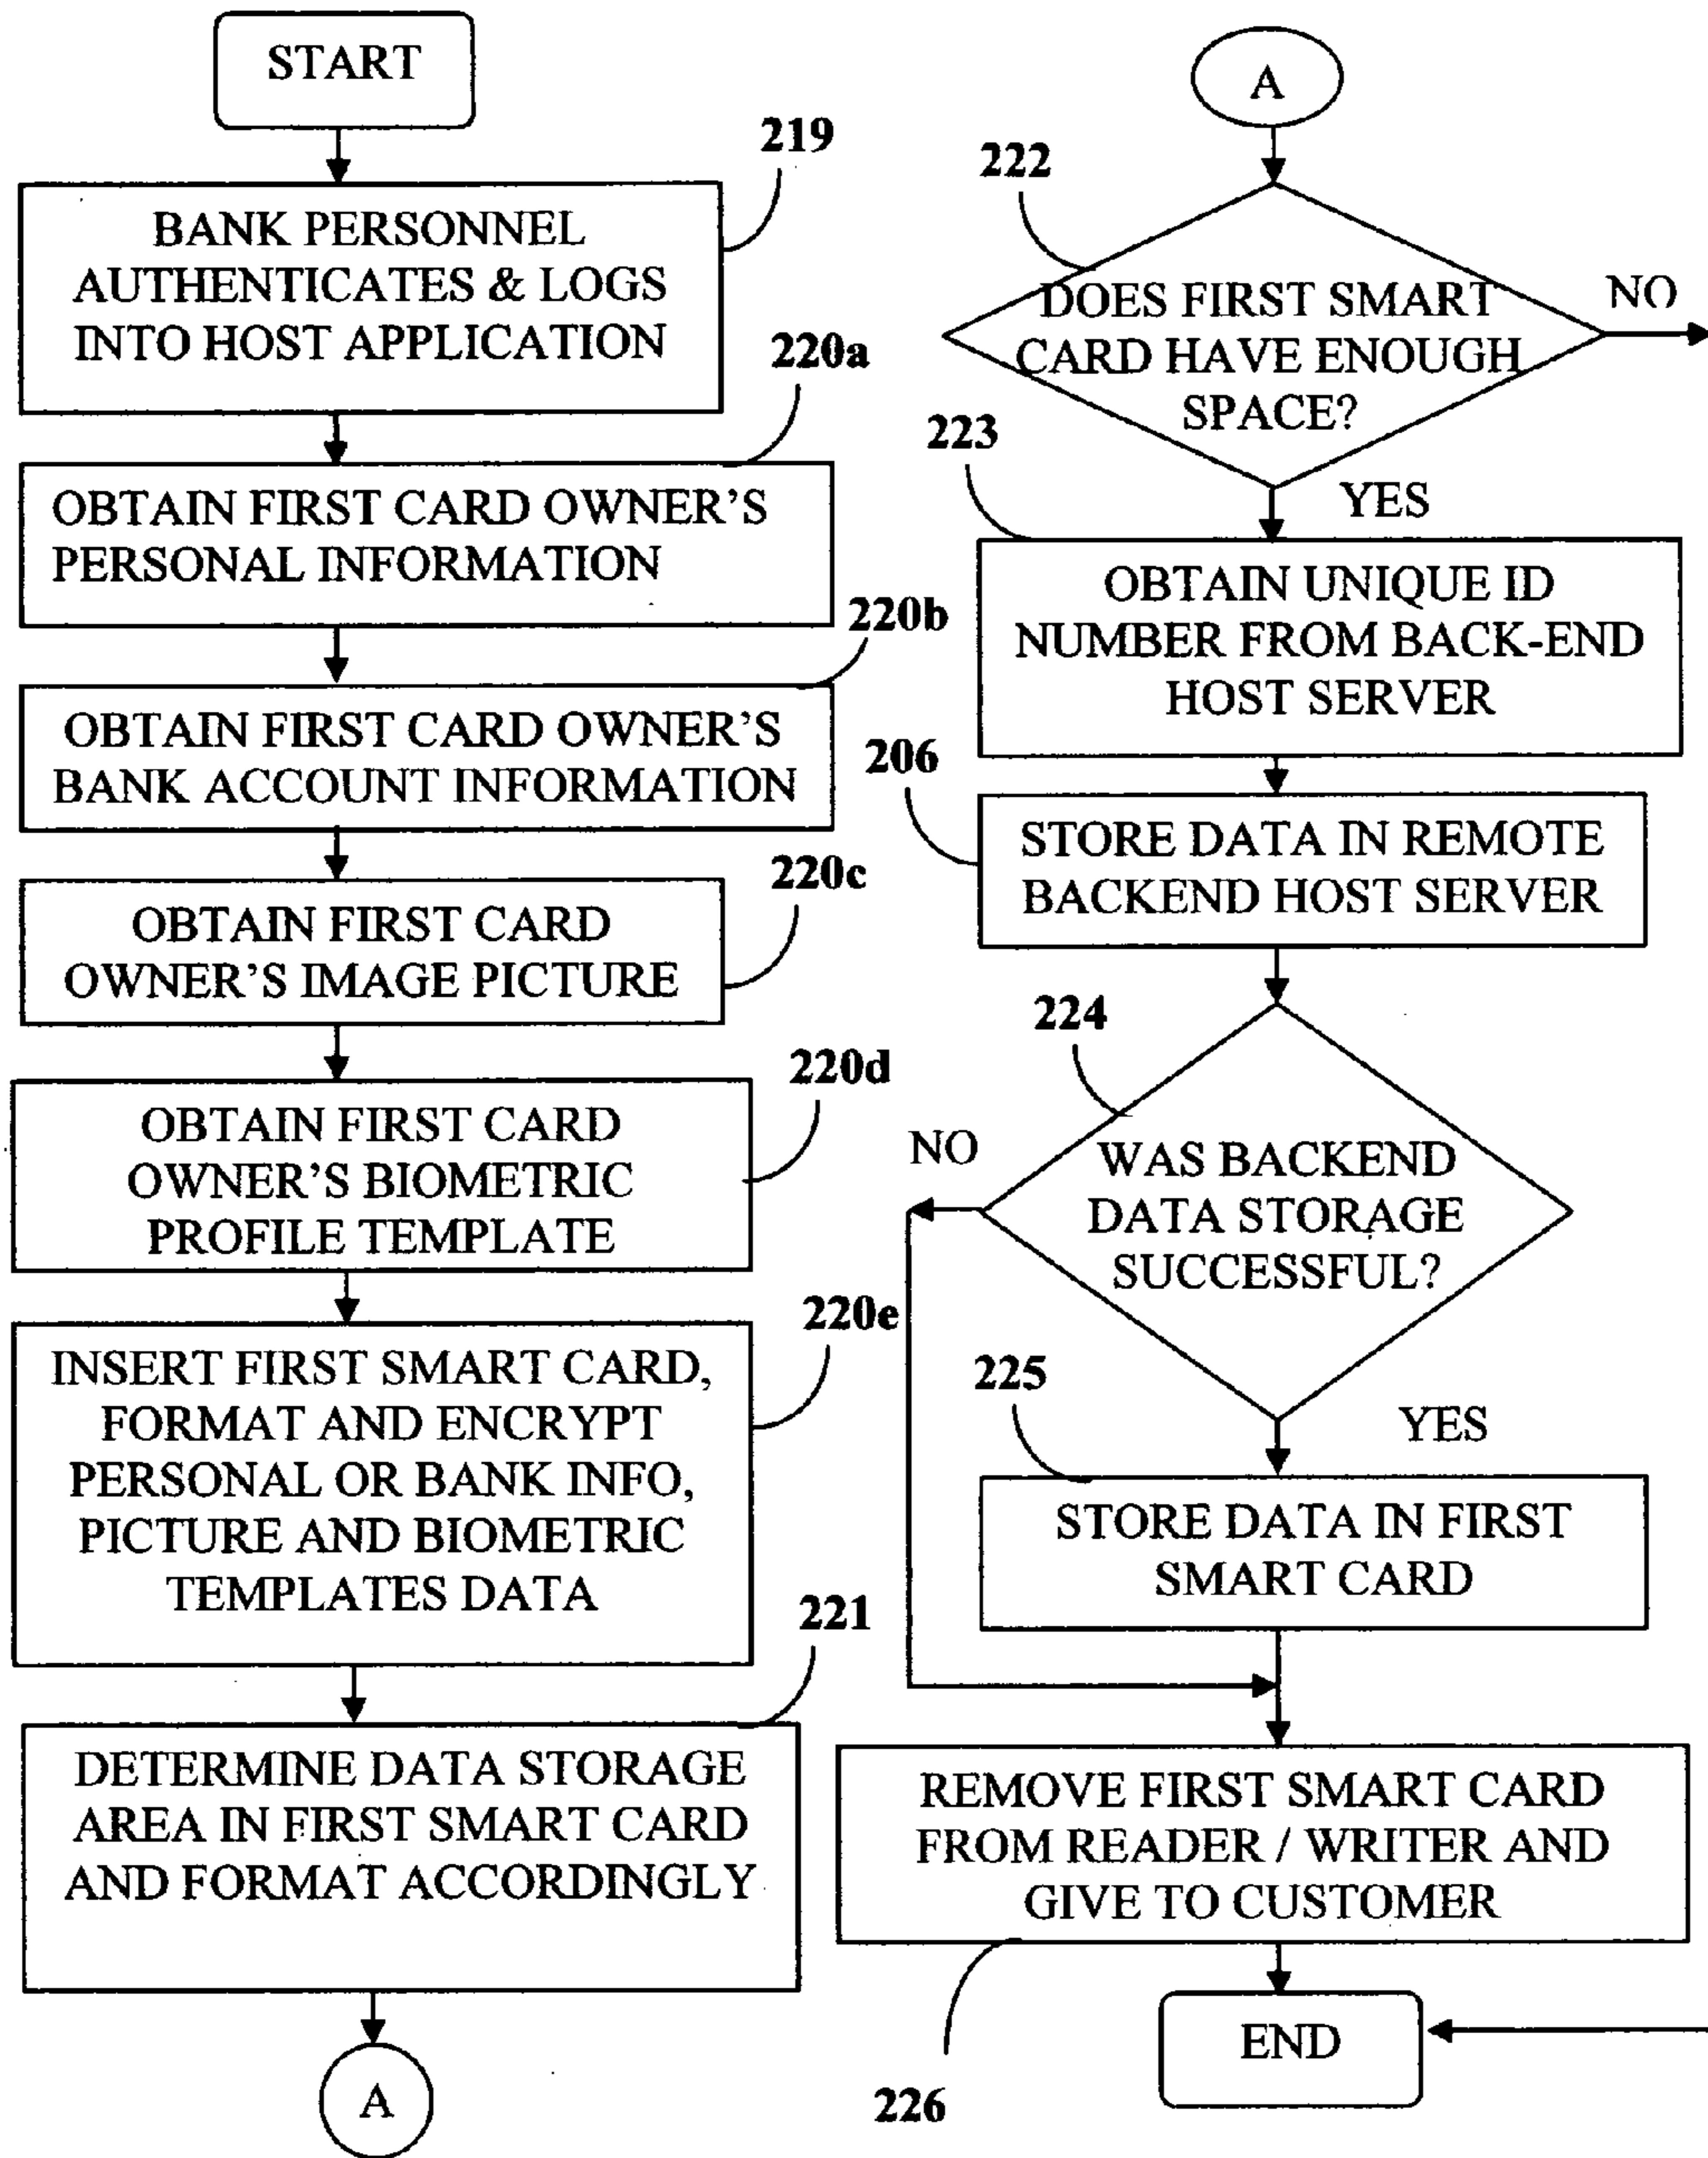 START
219
BANK PERSONNEL
AUTHENTICATES & LOGS
INTO HOST APPLICATION
220a
OBTAIN FIRST CARD OWNER'S
PERSONAL INFORMATION
220b
OBTAIN FIRST CARD OWNER'S
BANK ACCOUNT INFORMATION
220c
OBTAIN FIRST CARD
OWNER'S IMAGE PICTURE
220d
OBTAIN FIRST CARD
OWNER'S BIOMETRIC
PROFILE TEMPLATE
220e
INSERT FIRST SMART CARD,
FORMAT AND ENCRYPT
PERSONAL OR BANK INFO,
PICTURE AND BIOMETRIC
TEMPLATES DATA
221
DETERMINE DATA STORAGE
AREA IN FIRST SMART CARD
AND FORMAT ACCORDINGLY
A
A
222
DOES FIRST SMART
CARD HAVE ENOUGH
SPACE?
NO
YES
223
OBTAIN UNIQUE ID
NUMBER FROM BACK-END
HOST SERVER
206
STORE DATA IN REMOTE
BACKEND HOST SERVER
224
WAS BACKEND
DATA STORAGE
SUCCESSFUL?
NO
YES
225
STORE DATA IN FIRST
SMART CARD
REMOVE FIRST SMART CARD
FROM READER / WRITER AND
GIVE TO CUSTOMER
226
END